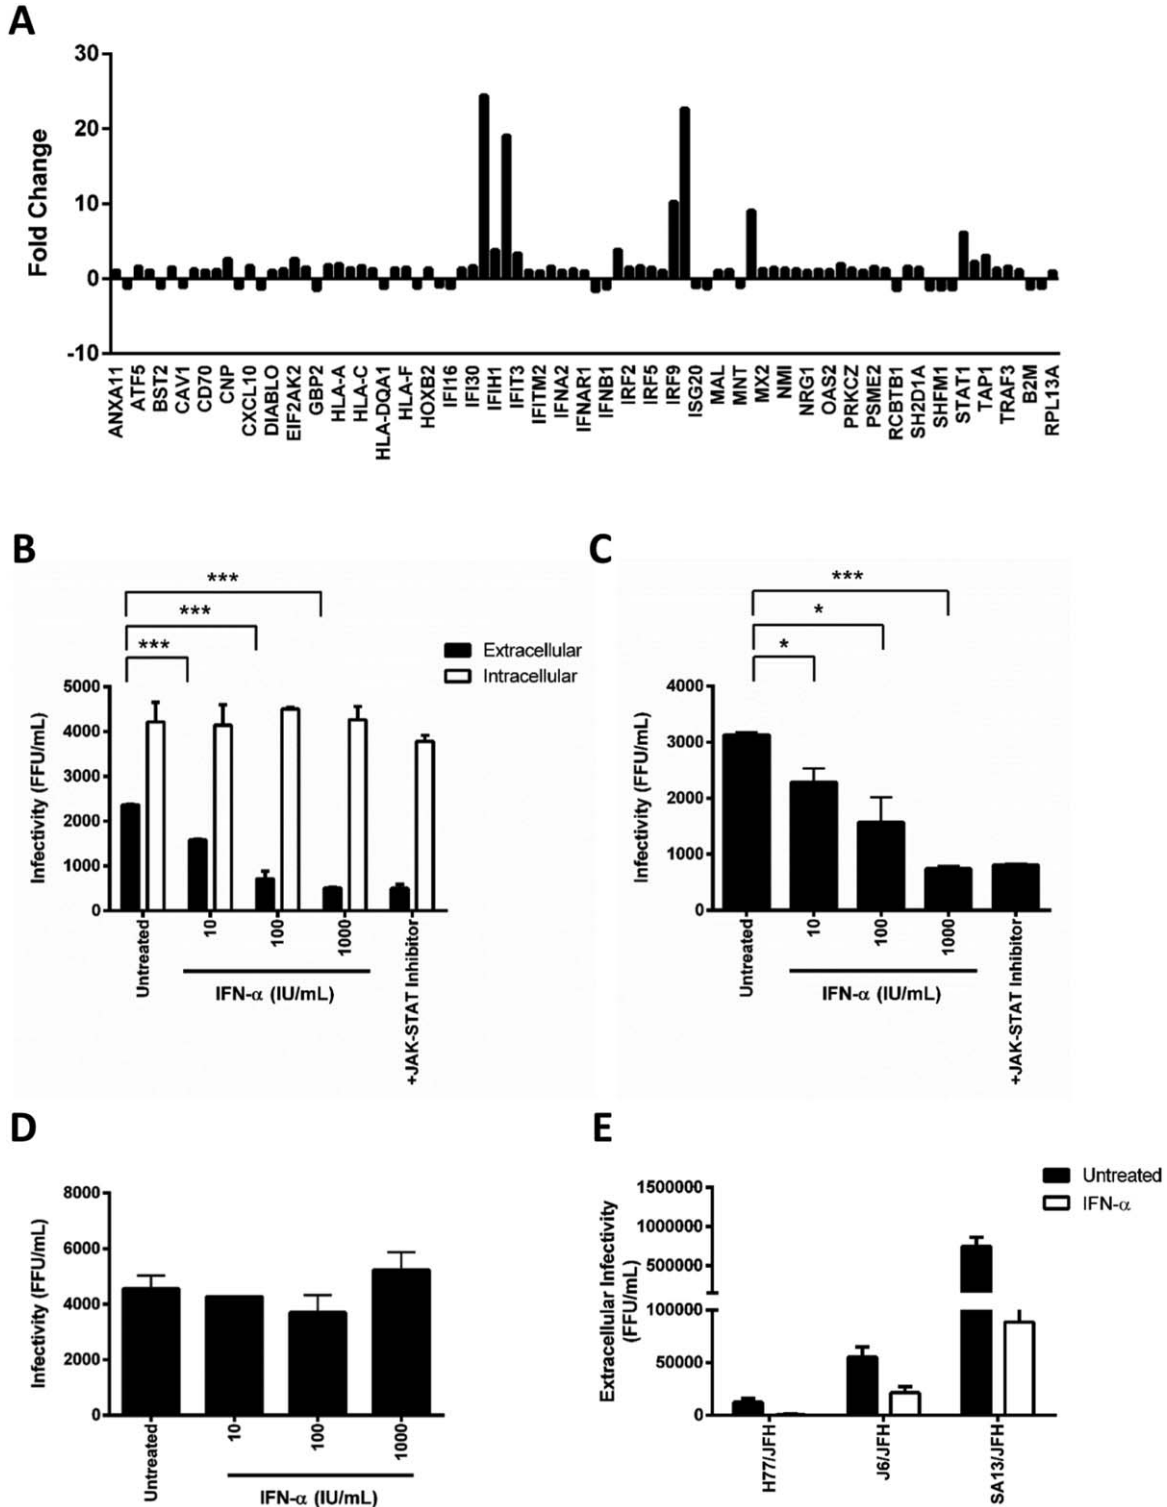 A
30
20
10
0
-10
Fold Change
ANXA11
ATF5
BST2
CAV1
CD70
CNP
CXCL10
DIABLO
EIF2AK2
GBP2
HLA-A
HLA-C
HLA-DQA1
HLA-F
HOXB2
IFI16
IFI30
IFIH1
IFIT3
IFITM2
IFNA2
IFNAR1
IFNB1
IRF2
IRF5
IRF9
ISG20
MAL
MNT
MX2
NMI
NRG1
OAS2
PRKCZ
PSME2
RCBTB1
SH2D1A
SHFM1
STAT1
TAP1
TRAF3
B2M
RPL13A
B
***
***
***
Extracellular
Intracellular
5000
4000
3000
2000
1000
0
Infectivity (FFU/mL)
Untreated
10
100
1000
+JAK-STAT Inhibitor
IFN-α (IU/mL)
C
***
*
*
4000
3000
2000
1000
0
Infectivity (FFU/mL)
Untreated
10
100
1000
+JAK-STAT Inhibitor
IFN-α (IU/mL)
D
8000
6000
4000
2000
0
Infectivity (FFU/mL)
Untreated
10
100
1000
IFN-α (IU/mL)
E
Untreated
IFN-α
1500000
1000000
500000
100000
50000
0
Extracellular Infectivity
(FFU/mL)
H77/JFH
J6/JFH
SA13/JFH